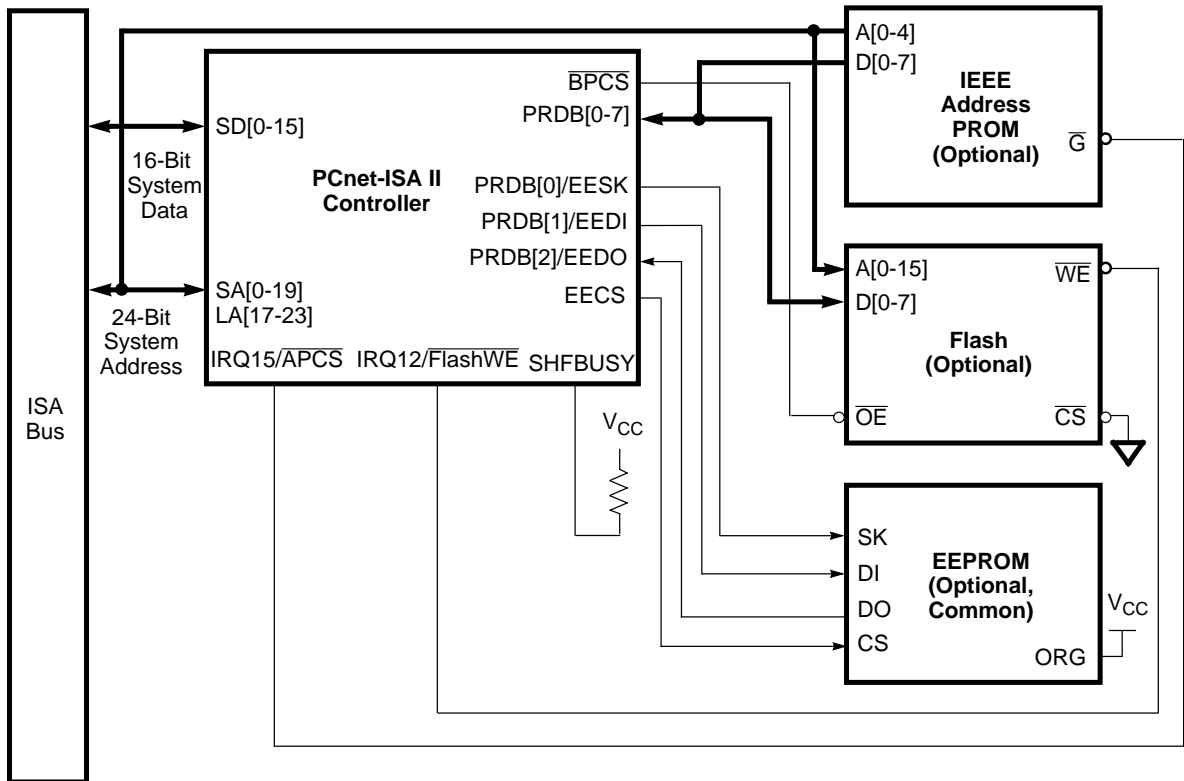 ISA
Bus
16-Bit
System
Data
24-Bit
System
Address
PCnet-ISA II
Controller
SD[0-15]
SA[0-19]
LA[17-23]
BPCS
PRDB[0-7]
PRDB[0]/EESK
PRDB[1]/EEDI
PRDB[2]/EEDO
EECS
IRQ15/APCS
IRQ12/FlashWE
SHFBUSY
VCC
A[0-4]
D[0-7]
IEEE
Address
PROM
(Optional)
G
A[0-15]
D[0-7]
WE
Flash
(Optional)
OE
CS
SK
DI
DO
CS
EEPROM
(Optional,
Common)
VCC
ORG